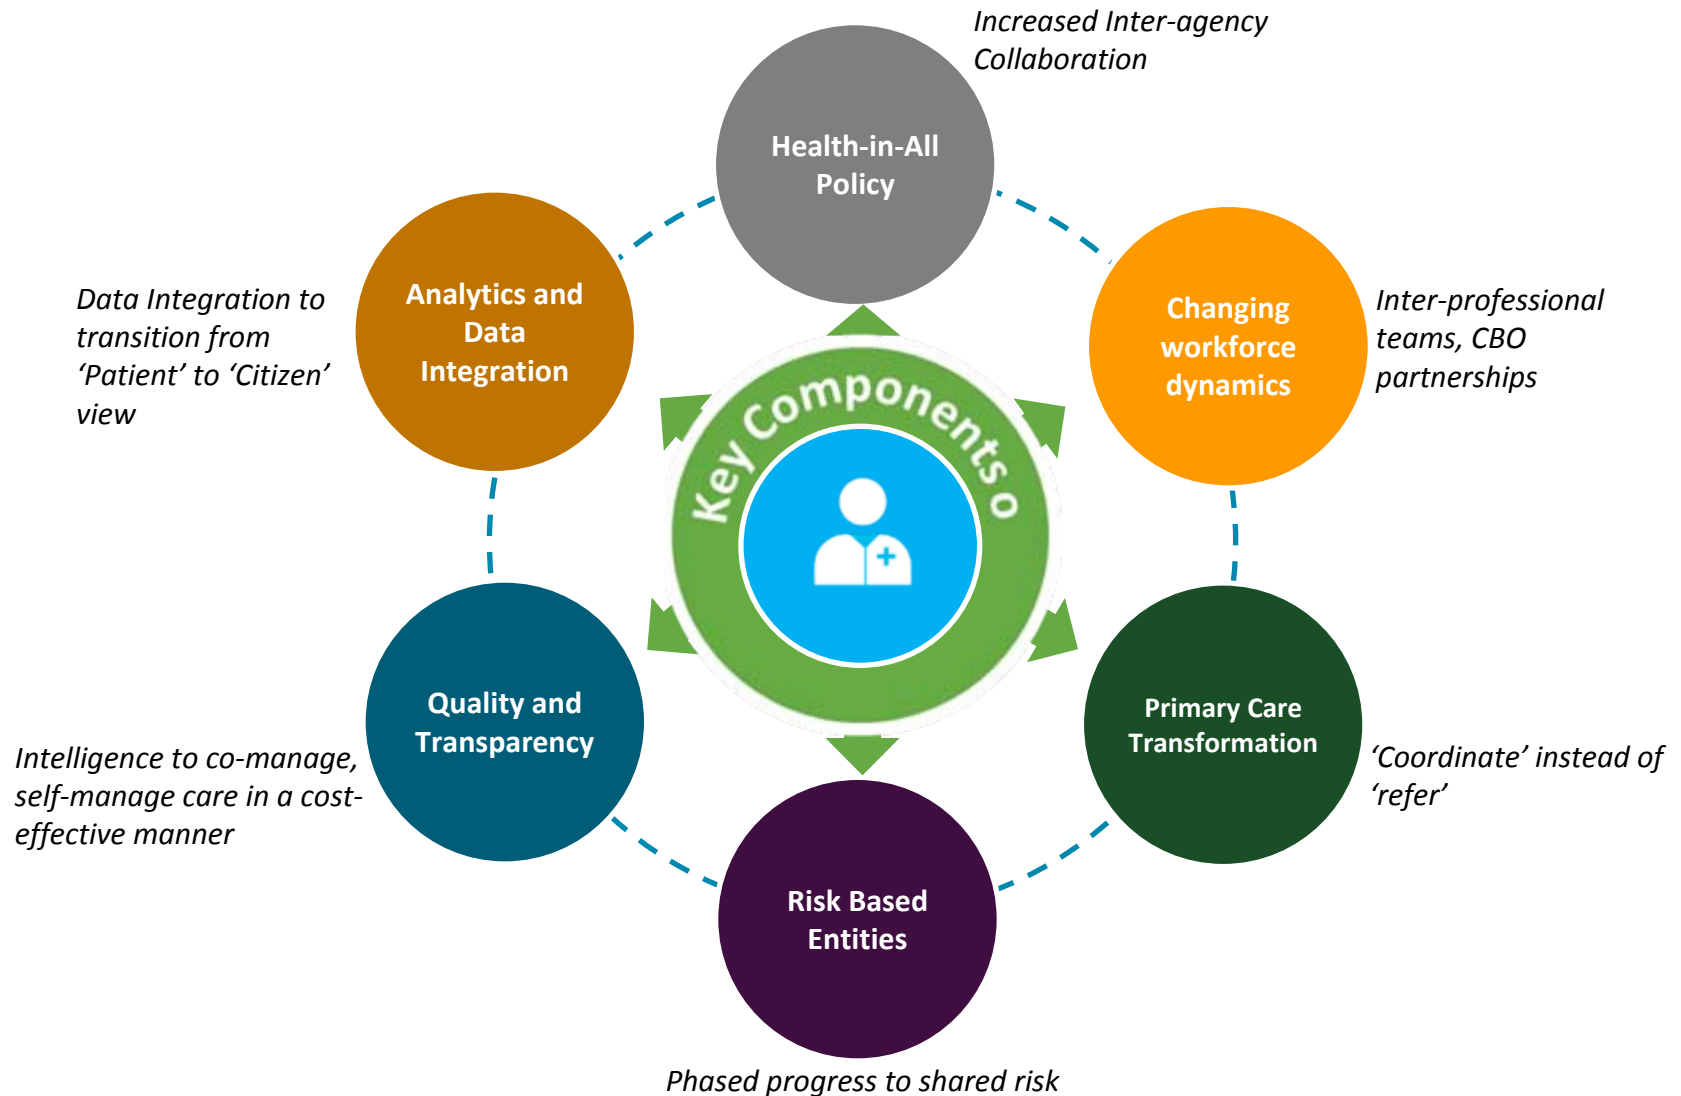 Increased Inter-agency
Collaboration
Health-in-All
Policy
Changing
workforce
dynamics
Inter-professional
teams, CBO
partnerships
Primary Care
Transformation
‘Coordinate’ instead of
‘refer’
Risk Based
Entities
Phased progress to shared risk
Quality and
Transparency
Intelligence to co-manage,
self-manage care in a cost-
effective manner
Analytics and
Data
Integration
Data Integration to
transition from
‘Patient’ to ‘Citizen’
view
Key Components o